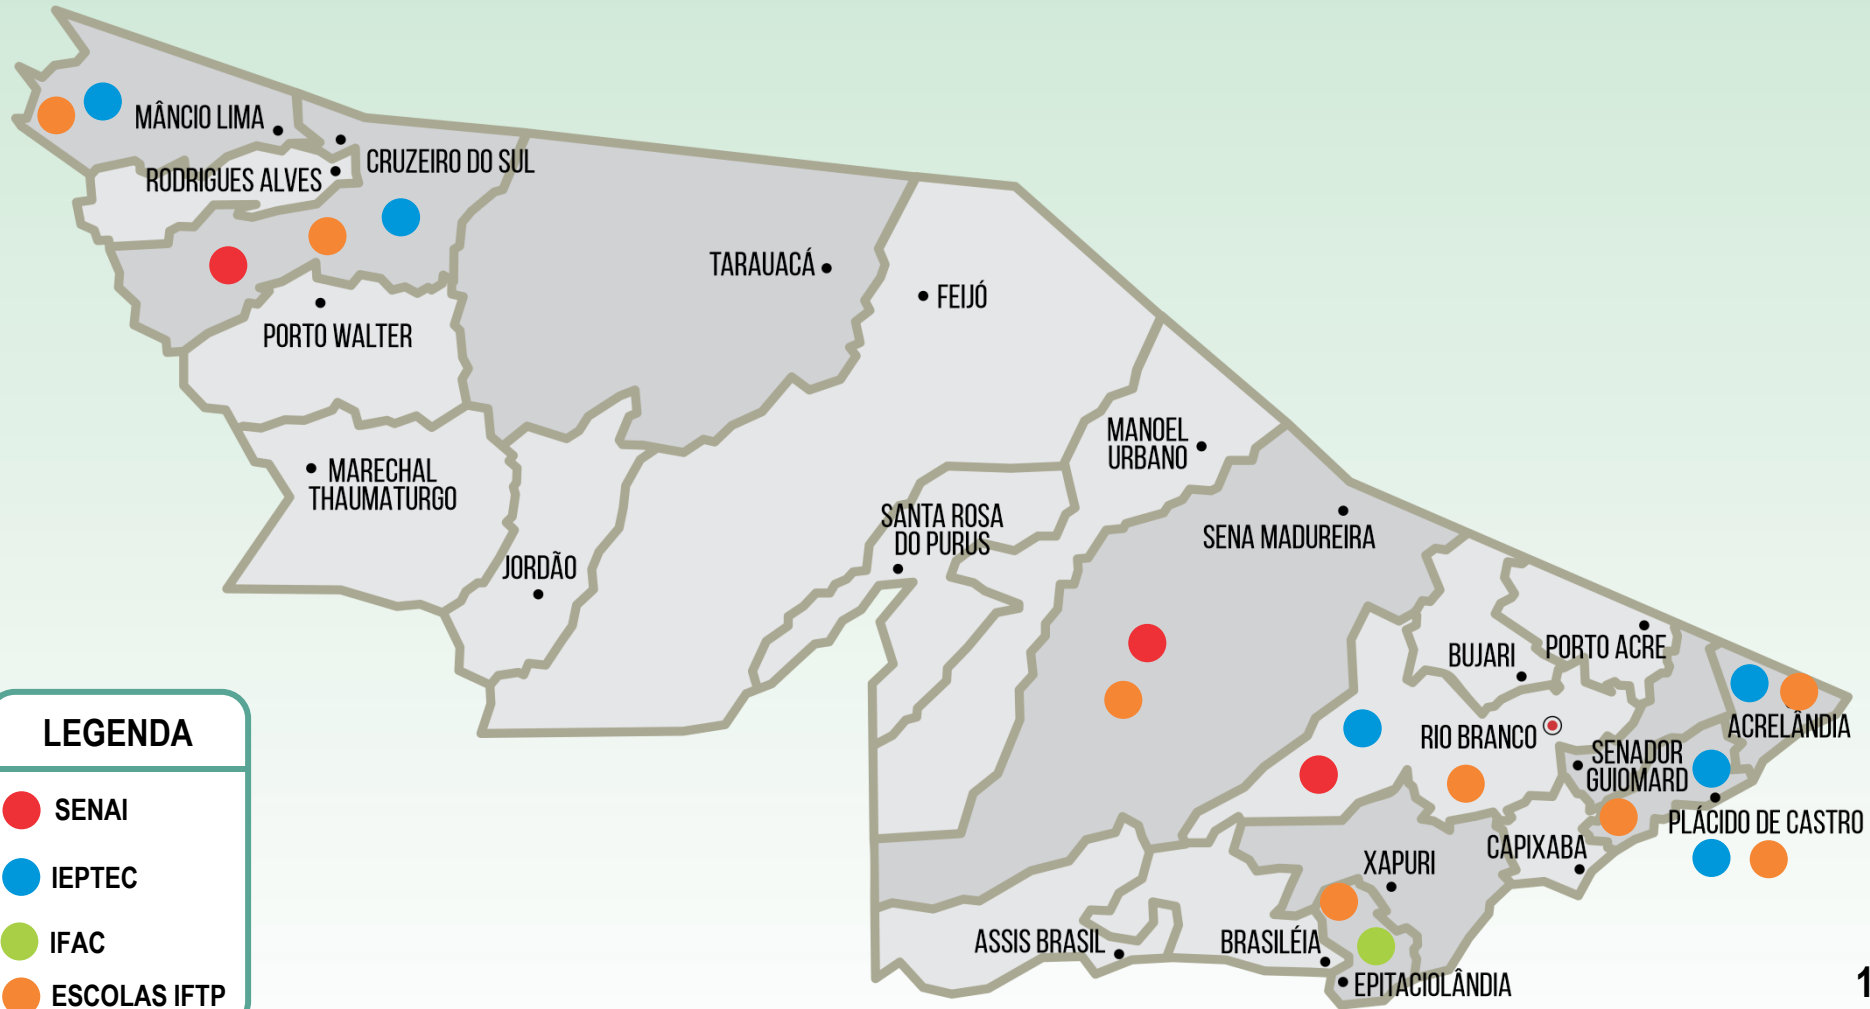 MÂNCIO LIMA
CRUZEIRO DO SUL
RODRIGUES ALVES
TARAUACÁ
FEIJÓ
PORTO WALTER
MANOEL
URBANO
MARECHAL
THAUMATURGO
SANTA ROSA
DO PURUS
SENA MADUREIRA
JORDÃO
BUJARI
PORTO ACRE
RIO BRANCO
ACRELÂNDIA
SENADOR
GUIOMARD
PLÁCIDO DE CASTRO
CAPIXABA
XAPURI
ASSIS BRASIL
BRASILÉIA
EPITACIOLÂNDIA
LEGENDA
SENAI
IEPTEC
IFAC
ESCOLAS IFTP
1